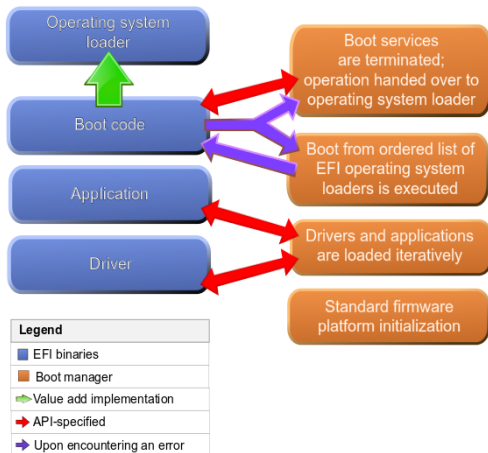 Operating system
loader
Boot code
Application
Driver
Boot services
are terminated;
operation handed over to
operating system loader
Boot from ordered list of
EFI operating system
loaders is executed
Drivers and applications
are loaded iteratively
Standard firmware
platform initialization
Legend
EFI binaries
Boot manager
Value add implementation
API-specified
Upon encountering an error